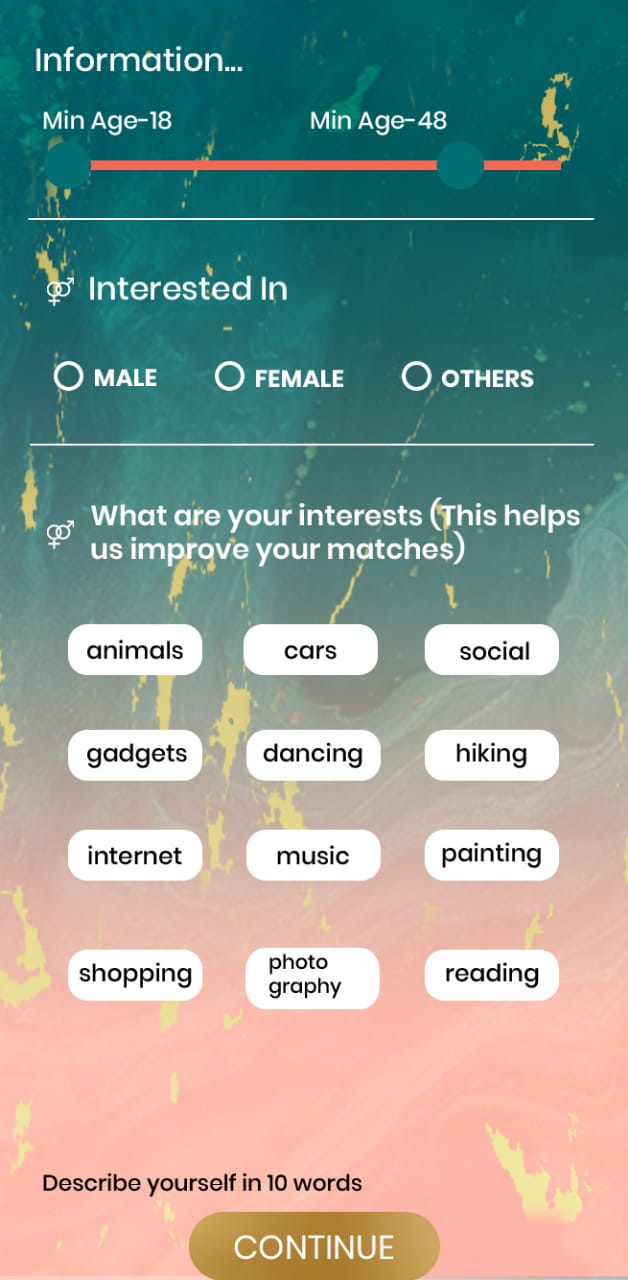 Information...
Min Age-18 Min Age-48
Interested In
MALE FEMALE OTHERS
What are your interests (This helps
us improve your matches)
animals cars social
gadgets dancing hiking
internet music painting
shopping photo
graphy reading
Describe yourself in 10 words
CONTINUE